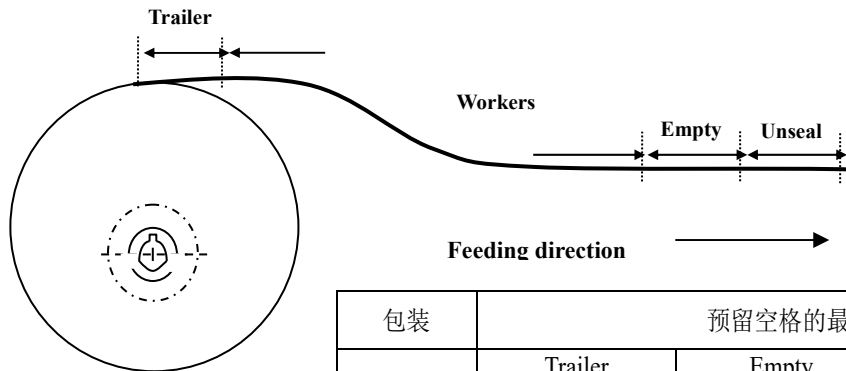 Trailer
Workers
Empty Unseal
Feeding direction
包装 预留空格的最
Trailer Empty